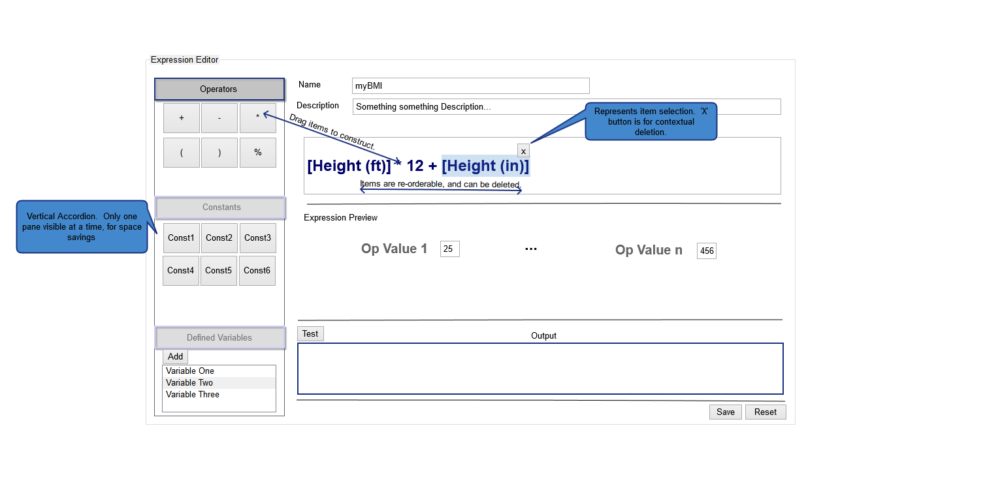 Expression Editor
Operators
+ - *
( ) %
Constants
Const1 Const2 Const3
Const4 Const5 Const6
Defined Variables
Add
Variable One
Variable Two
Variable Three
Vertical Accordion. Only one
pane visible at a time, for space
savings
Name myBMI
Description Something something Description...
Represents item selection. 'X'
button is for contextual
deletion.
Drag items to construct.
x
[Height (ft)] * 12 + [Height (in)]
Items are re-orderable, and can be deleted.
Expression Preview
Op Value 1 25 ... Op Value n 456
Test Output
Save Reset